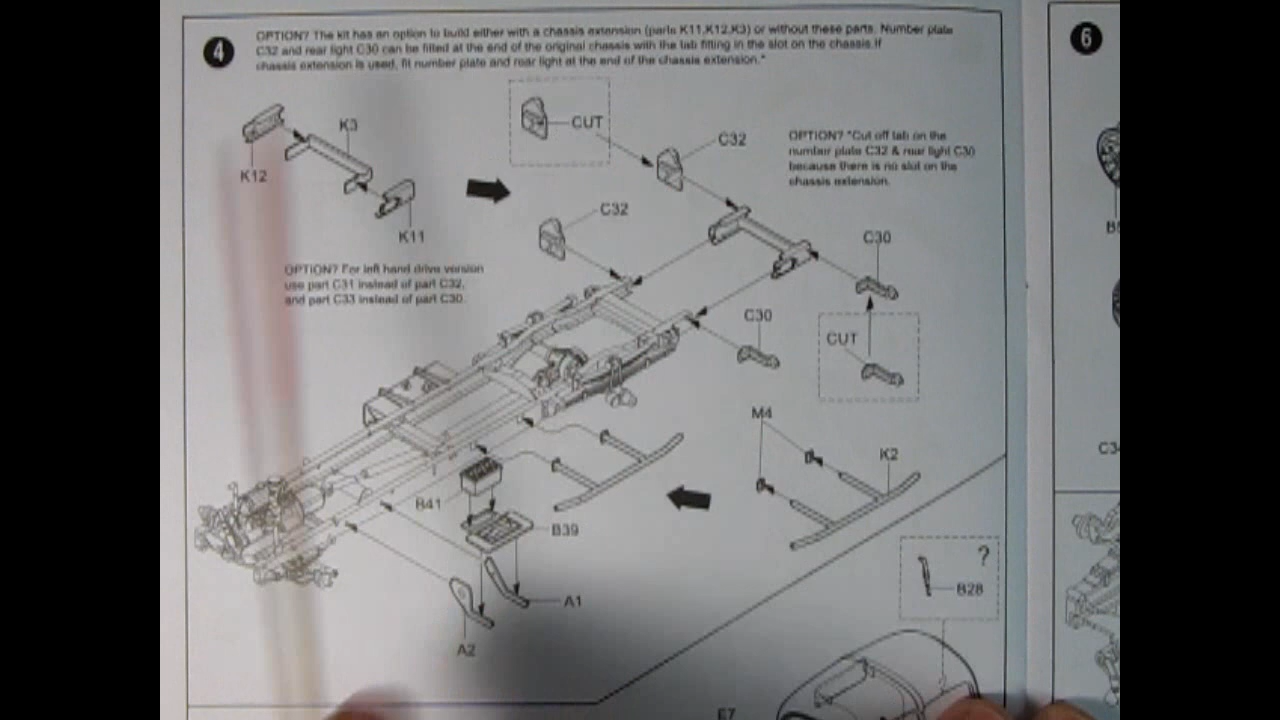 4
OPTION? The kit has an option to build either with a chassis extension (parts K11,K12,K3) or without these parts. Number plate
C32 and rear light C30 can be fitted at the end of the original chassis with the tab fitting in the slot on the chassis.If
chassis extension is used, fit number plate and rear light at the end of the chassis extension.*
K12
K3
K11
CUT
C32
OPTION? *Cut off tab on the
number plate C32 & rear light C30
because there is no slot on the
chassis extension.
C32
C30
OPTION? For left hand drive version
use part C31 instead of part C32,
and part C33 instead of part C30.
C30
CUT
M4
K2
B41
B39
A1
A2
?
B28
E7
6